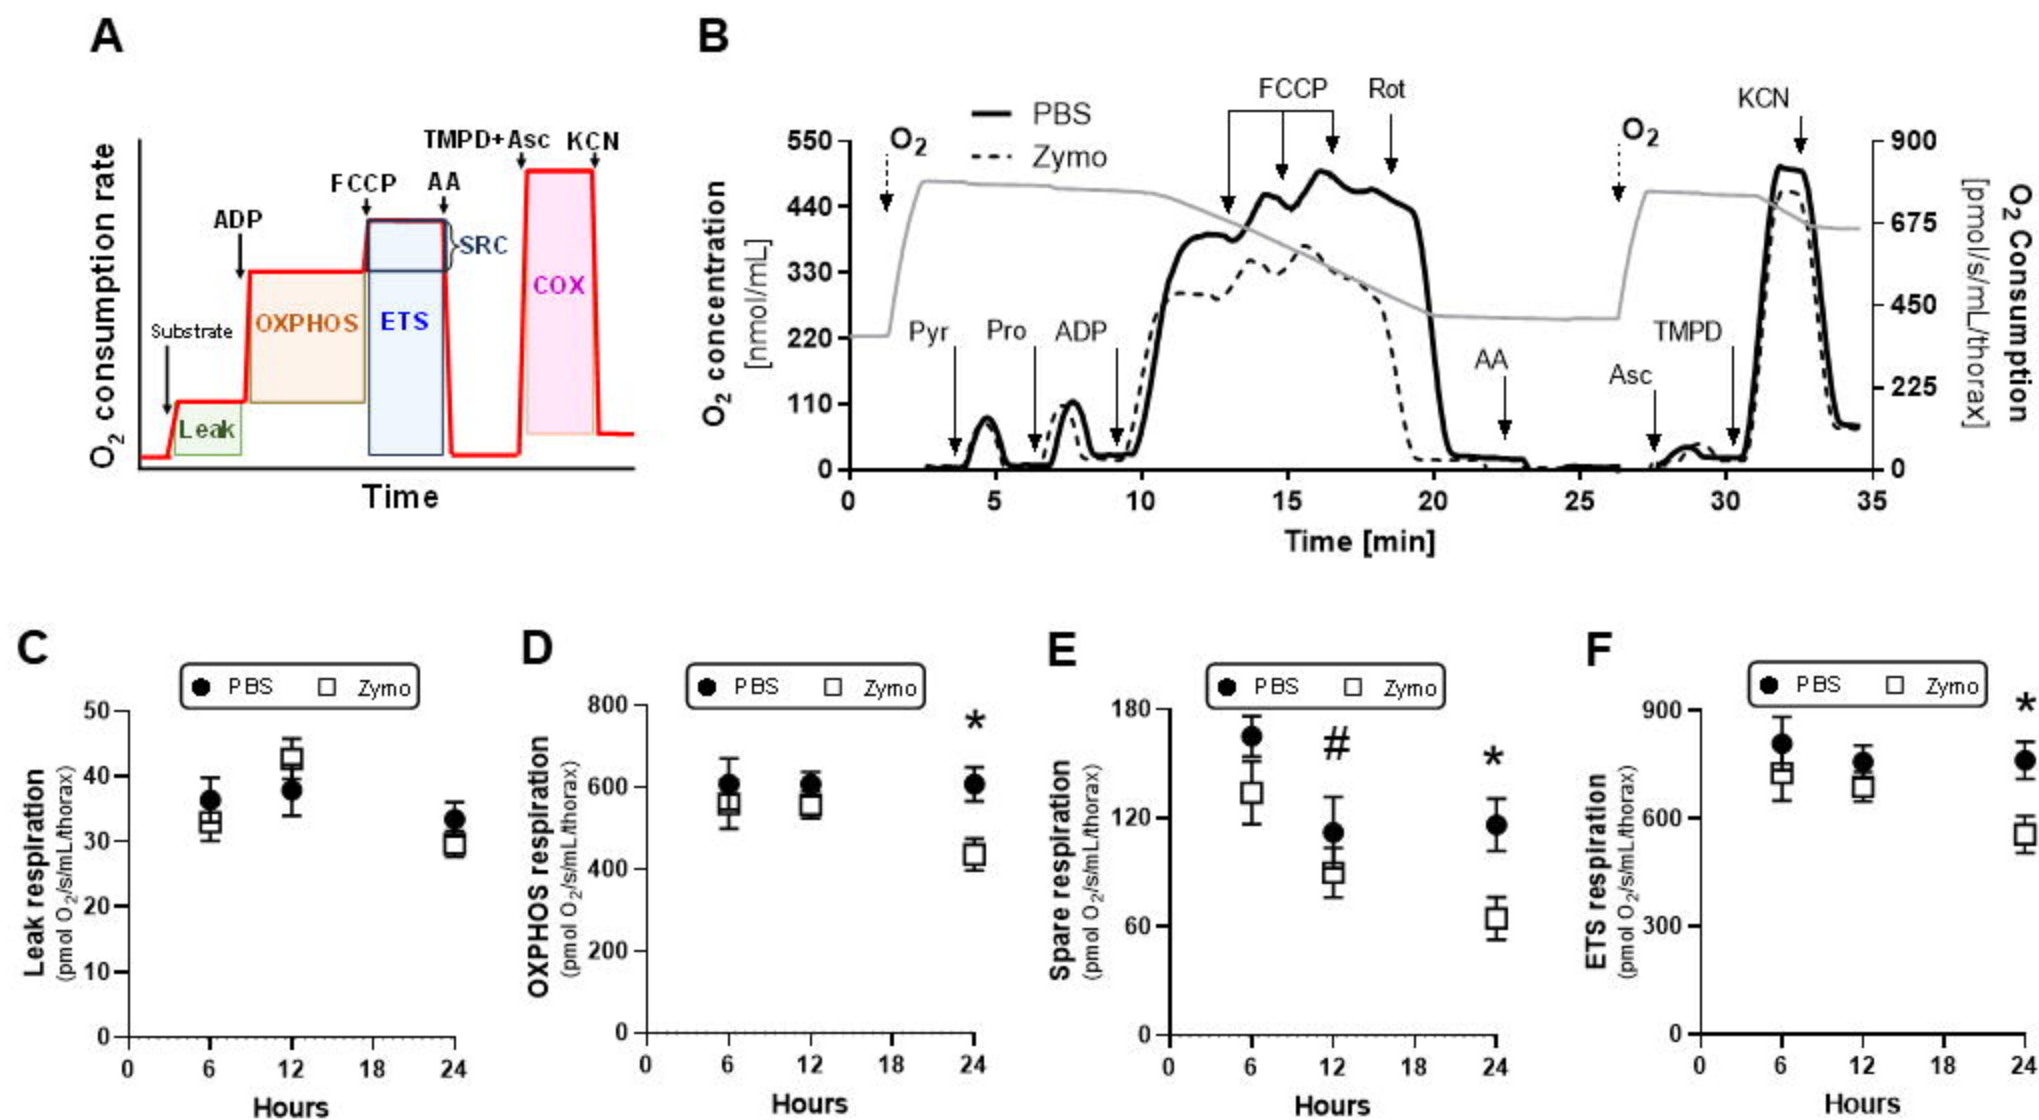 A
O2 consumption rate
Substrate
ADP
FCCP
AA
TMPD+Asc
KCN
Leak
OXPHOS
ETS
SRC
COX
Time
B
O2 concentration
[nmol/mL]
550
440
330
220
110
0
PBS
Zymo
O2
FCCP
Rot
O2
KCN
Pyr
Pro
ADP
AA
Asc
TMPD
900
675
450
225
0
O2 Consumption
[pmol/s/mL/thorax]
0 5 10 15 20 25 30 35
Time [min]
C
PBS Zymo
Leak respiration
(pmol O2/s/mL/thorax)
50
40
30
20
10
0
0 6 12 18 24
Hours
D
PBS Zymo
OXPHOS respiration
(pmol O2/s/mL/thorax)
800
600
400
200
0
*
0 6 12 18 24
Hours
E
PBS Zymo
Spare respiration
(pmol O2/s/mL/thorax)
180
120
60
0
#
*
0 6 12 18 24
Hours
F
PBS Zymo
ETS respiration
(pmol O2/s/mL/thorax)
900
600
300
0
*
0 6 12 18 24
Hours